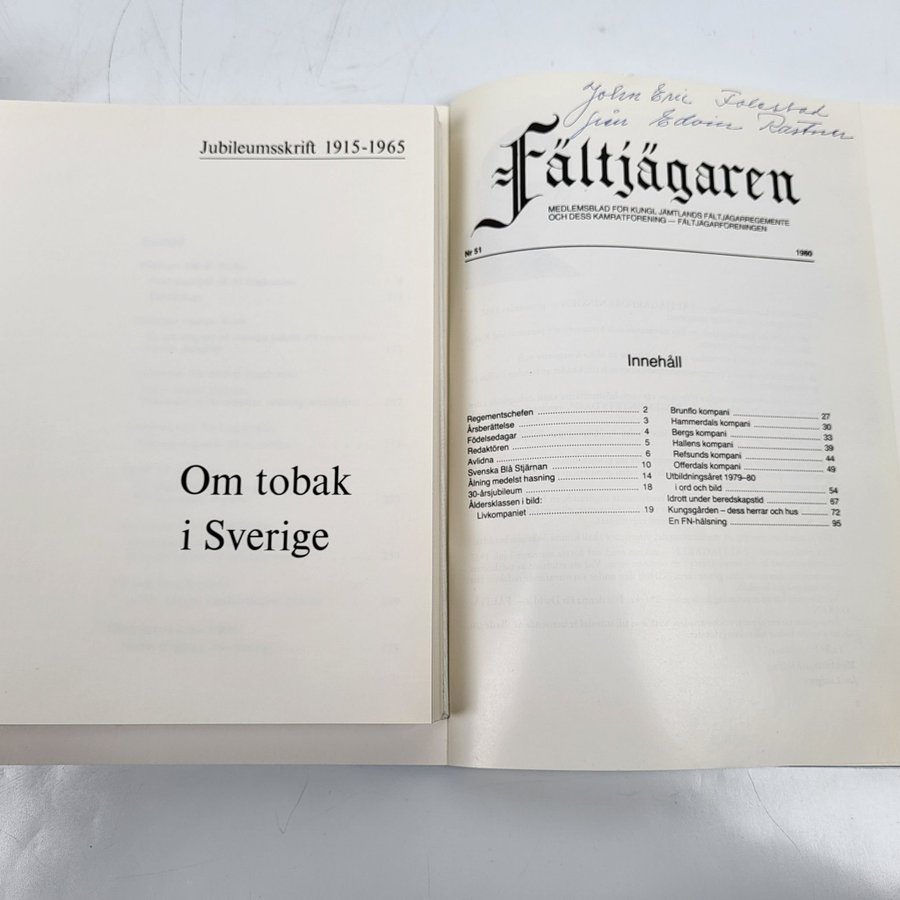 Jubileumsskrift 1915-1965
Om tobak
i Sverige
John Eric
från Edvin Rastner
Fältjägaren
MEDLEMSBLAD FÖR KUNGL JÄMTLANDS FÄLTJÄGARREGEMENTE
OCH DESS KAMRATFÖRENING — FÄLTJÄGARFÖRENINGEN
Nr 51 1980
Innehåll
Regementschefen 2
Årsberättelse 3
Födelsedagar 4
Redaktören 5
Avlidna 6
Svenska Blå Stjärnan 10
Ålning medelst hasning 14
30-årsjubileum 18
Åldersklassen i bild:
Livkompaniet 19
Brunflo kompani 27
Hammerdals kompani 30
Bergs kompani 33
Hallens kompani 39
Refsunds kompani 44
Offerdals kompani 49
Utbildningsåret 1979–80
i ord och bild 54
Idrott under beredskapstid 67
Kungsgården – dess herrar och hus 72
En FN-hälsning 95